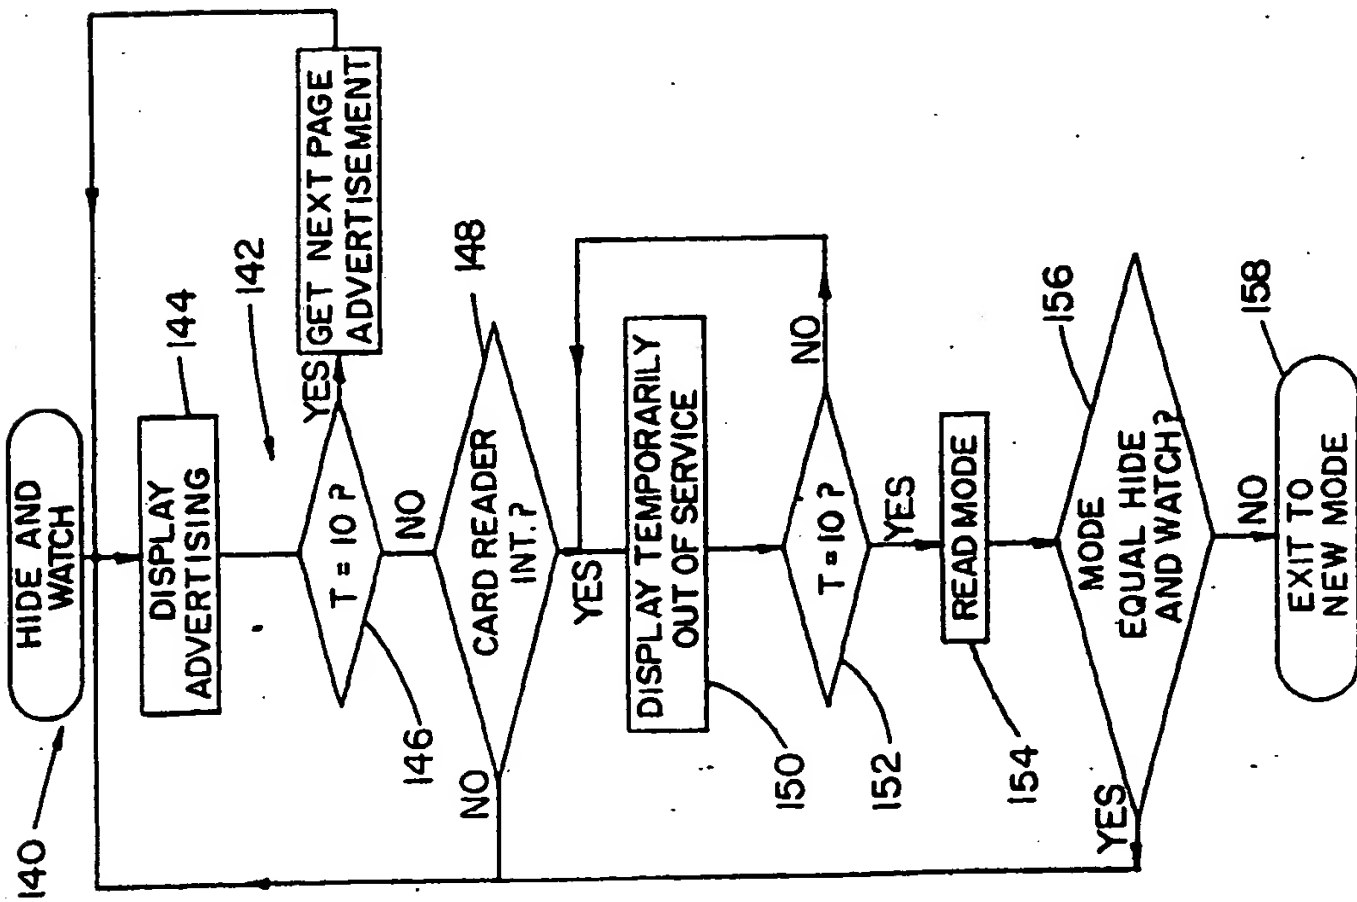 140
HIDE AND
WATCH
DISPLAY
ADVERTISING
144
142
T = 10 ?
YES
GET NEXT PAGE
ADVERTISEMENT
146
NO
CARD READER
INT. ?
148
NO
YES
DISPLAY TEMPORARILY
OUT OF SERVICE
150
T = 10 ?
NO
152
YES
READ MODE
154
MODE
EQUAL HIDE
AND WATCH?
156
YES
NO
EXIT TO
NEW MODE
158